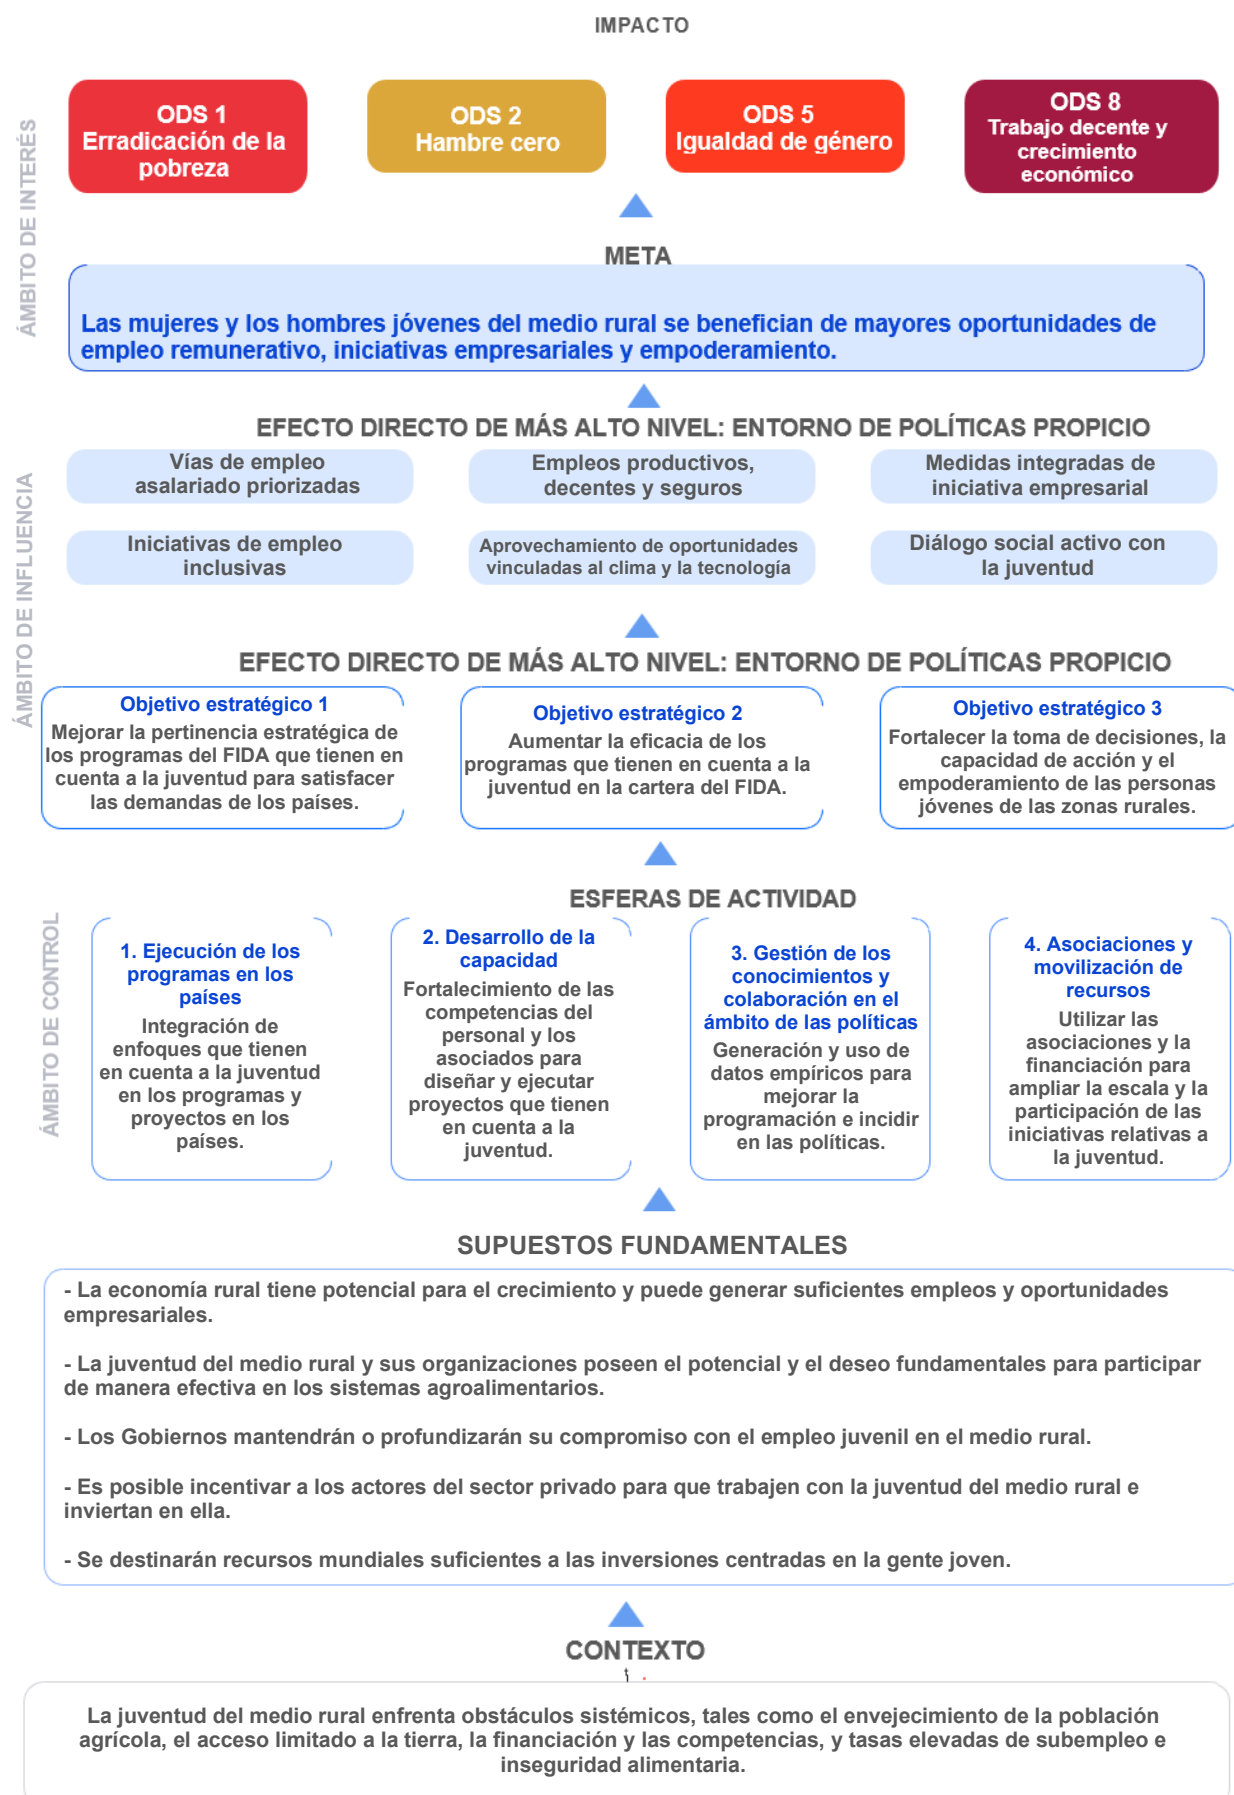 IMPACTO
ÁMBITO DE INTERÉS
ODS 1
Erradicación de la
pobreza
ODS 2
Hambre cero
ODS 5
Igualdad de género
ODS 8
Trabajo decente y
crecimiento
económico
META
Las mujeres y los hombres jóvenes del medio rural se benefician de mayores oportunidades de
empleo remunerativo, iniciativas empresariales y empoderamiento.
ÁMBITO DE INFLUENCIA
EFECTO DIRECTO DE MÁS ALTO NIVEL: ENTORNO DE POLÍTICAS PROPICIO
Vías de empleo
asalariado priorizadas
Empleos productivos,
decentes y seguros
Medidas integradas de
iniciativa empresarial
Iniciativas de empleo
inclusivas
Aprovechamiento de oportunidades
vinculadas al clima y la tecnología
Diálogo social activo con
la juventud
EFECTO DIRECTO DE MÁS ALTO NIVEL: ENTORNO DE POLÍTICAS PROPICIO
Objetivo estratégico 1
Mejorar la pertinencia estratégica de
los programas del FIDA que tienen en
cuenta a la juventud para satisfacer
las demandas de los países.
Objetivo estratégico 2
Aumentar la eficacia de los
programas que tienen en cuenta a la
juventud en la cartera del FIDA.
Objetivo estratégico 3
Fortalecer la toma de decisiones, la
capacidad de acción y el
empoderamiento de las personas
jóvenes de las zonas rurales.
ÁMBITO DE CONTROL
ESFERAS DE ACTIVIDAD
1. Ejecución de los
programas en los
países
Integración de
enfoques que tienen
en cuenta a la juventud
en los programas y
proyectos en los
países.
2. Desarrollo de la
capacidad
Fortalecimiento de las
competencias del
personal y los
asociados para
diseñar y ejecutar
proyectos que tienen
en cuenta a la
juventud.
3. Gestión de los
conocimientos y
colaboración en el
ámbito de las políticas
Generación y uso de
datos empíricos para
mejorar la
programación e incidir
en las políticas.
4. Asociaciones y
movilización de
recursos
Utilizar las
asociaciones y la
financiación para
ampliar la escala y la
participación de las
iniciativas relativas a
la juventud.
SUPUESTOS FUNDAMENTALES
- La economía rural tiene potencial para el crecimiento y puede generar suficientes empleos y oportunidades
empresariales.
- La juventud del medio rural y sus organizaciones poseen el potencial y el deseo fundamentales para participar
de manera efectiva en los sistemas agroalimentarios.
- Los Gobiernos mantendrán o profundizarán su compromiso con el empleo juvenil en el medio rural.
- Es posible incentivar a los actores del sector privado para que trabajen con la juventud del medio rural e
inviertan en ella.
- Se destinarán recursos mundiales suficientes a las inversiones centradas en la gente joven.
CONTEXTO
La juventud del medio rural enfrenta obstáculos sistémicos, tales como el envejecimiento de la población
agrícola, el acceso limitado a la tierra, la financiación y las competencias, y tasas elevadas de subempleo e
inseguridad alimentaria.